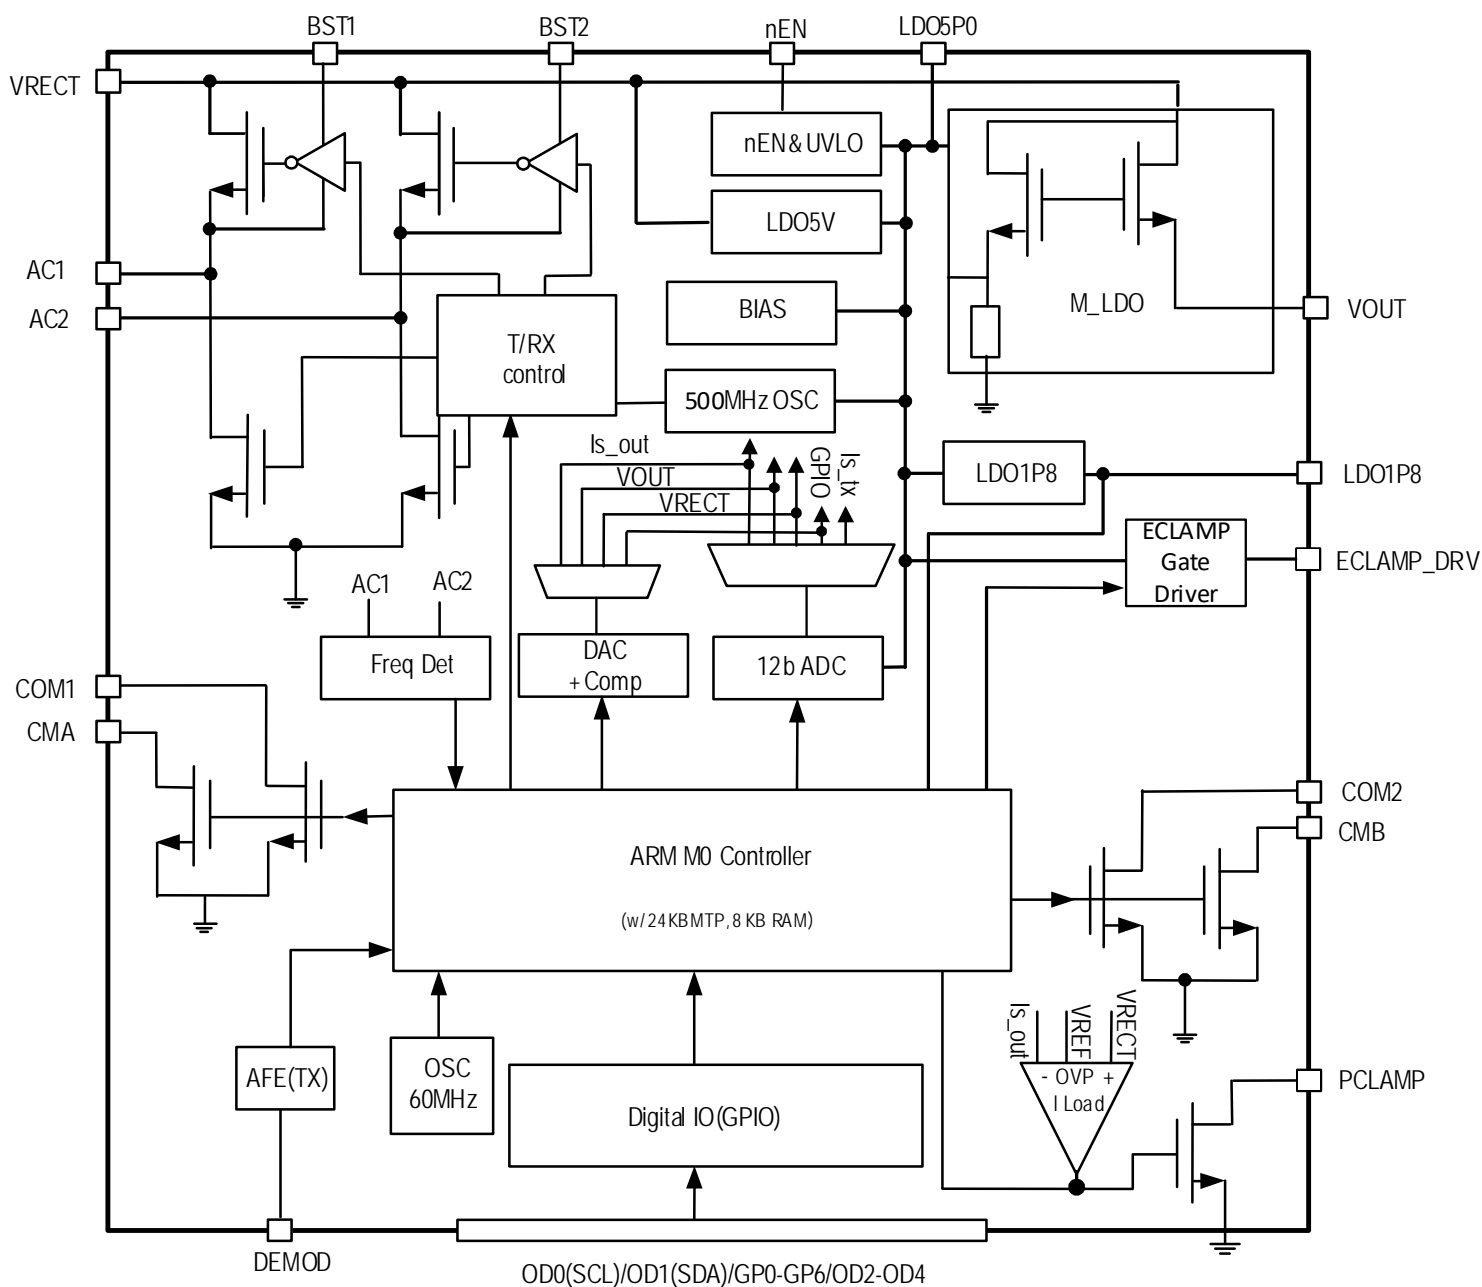 BST1
BST2
nEN
LDO5P0
VRECT
nEN & UVLO
LDO5V
AC1
AC2
BIAS
M_LDO
VOUT
T/RX
control
500MHz OSC
Is_out
VOUT
VRECT
GPIO
Is_tx
LDO1P8
LDO1P8
ECLAMP
Gate
Driver
ECLAMP_DRV
AC1
AC2
Freq Det
DAC
+ Comp
12b ADC
COM1
CMA
COM2
CMB
ARM M0 Controller
(w/ 24 KB MTP, 8 KB RAM)
Is_out
VREF
VRECT
AFE(TX)
OSC
60MHz
Digital IO(GPIO)
- OVP +
I Load
PCLAMP
DEMOD
OD0(SCL)/OD1(SDA)/GP0-GP6/OD2-OD4